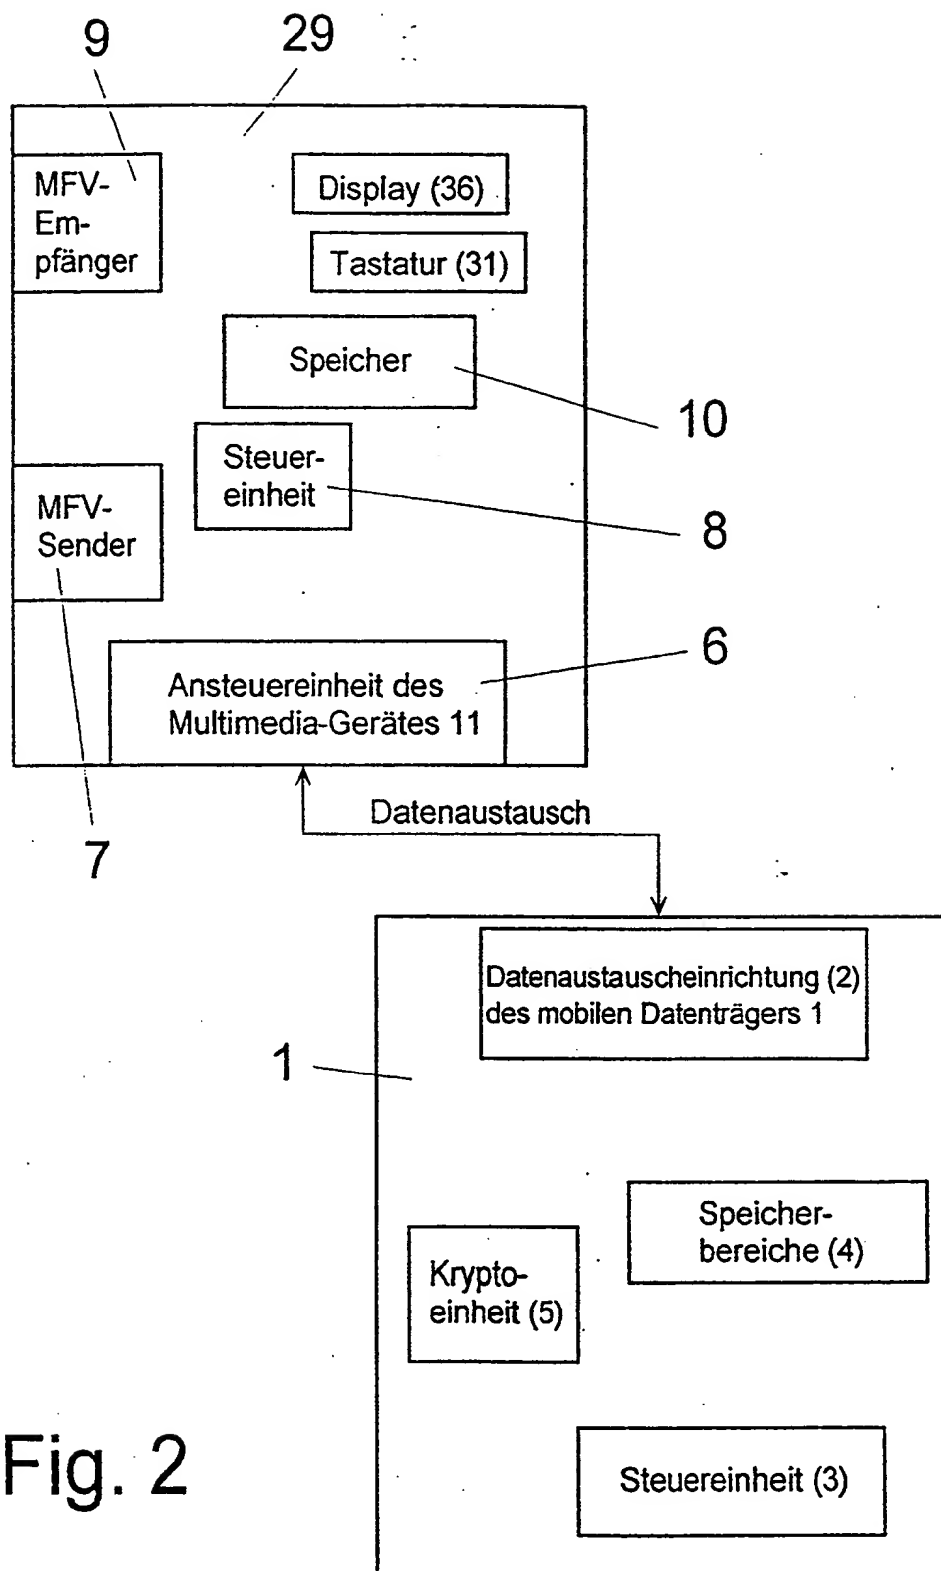 9
29
MFV-
Em-
pfänger
Display (36)
Tastatur (31)
Speicher
10
Steuer-
einheit
8
MFV-
Sender
6
Ansteuereinheit des
Multimedia-Gerätes 11
7
Datenaustausch
Datenaustauscheinrichtung (2)
des mobilen Datenträgers 1
1
Speicher-
bereiche (4)
Krypto-
einheit (5)
Steuereinheit (3)
Fig. 2